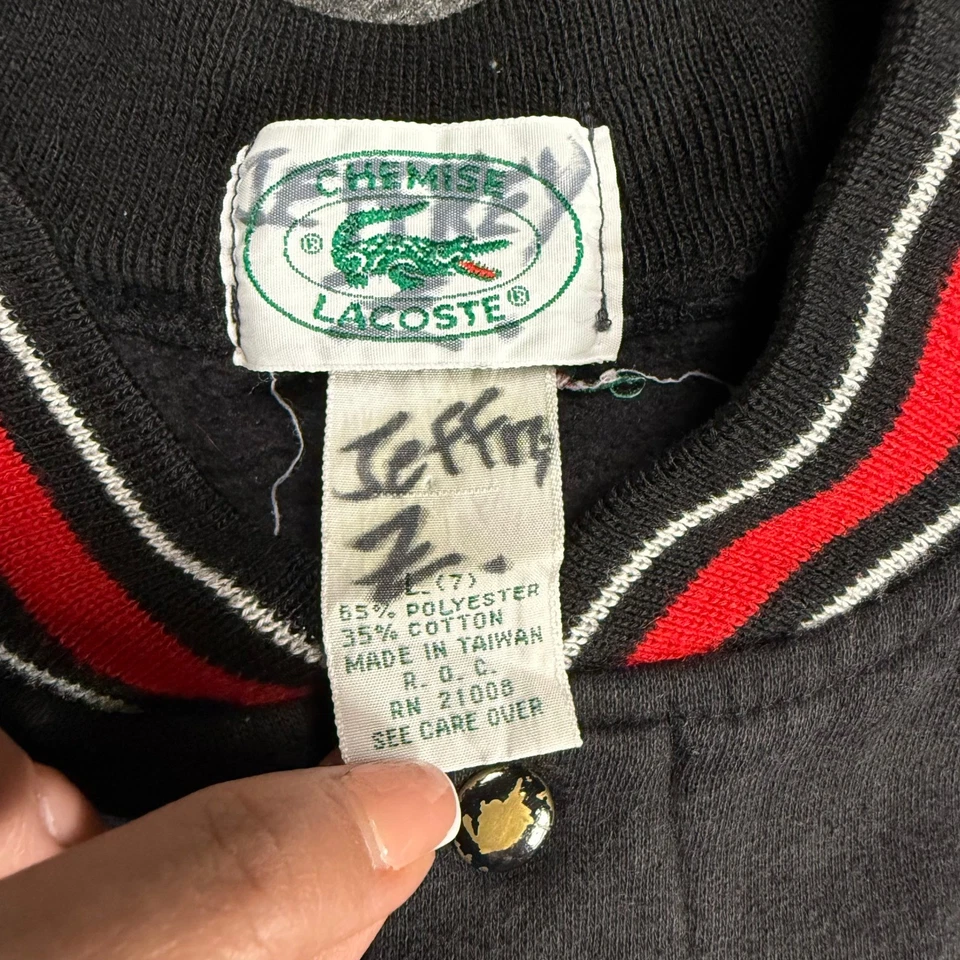 CHEMISE
®
LACOSTE®
Jeffrey
Z.
L (7)
65% POLYESTER
35% COTTON
MADE IN TAIWAN
R. O. C.
RN 21008
SEE CARE OVER